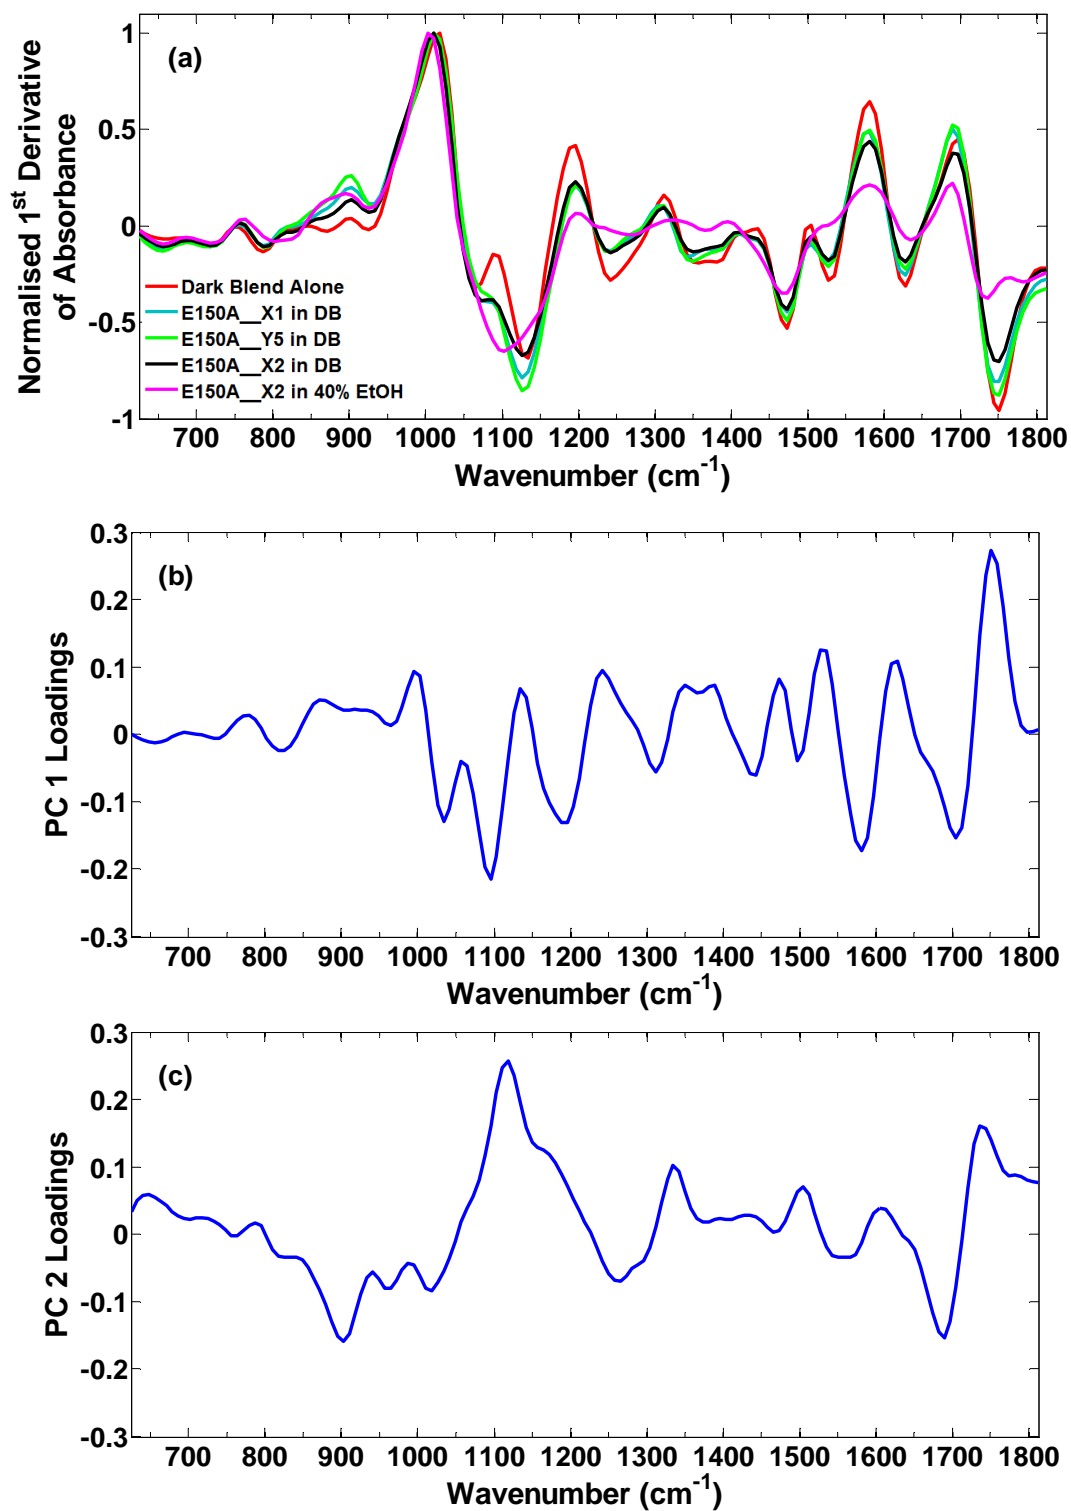 Normalised 1st Derivative
of Absorbance
1
0.5
0
-0.5
-1
(a)
Dark Blend Alone
E150A__X1 in DB
E150A__Y5 in DB
E150A__X2 in DB
E150A__X2 in 40% EtOH
700 800 900 1000 1100 1200 1300 1400 1500 1600 1700 1800
Wavenumber (cm-1)
PC 1 Loadings
0.3
0.2
0.1
0
-0.1
-0.2
-0.3
(b)
700 800 900 1000 1100 1200 1300 1400 1500 1600 1700 1800
Wavenumber (cm-1)
PC 2 Loadings
0.3
0.2
0.1
0
-0.1
-0.2
-0.3
(c)
700 800 900 1000 1100 1200 1300 1400 1500 1600 1700 1800
Wavenumber (cm-1)